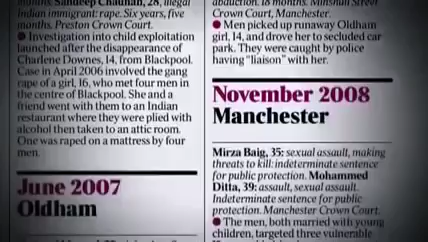 months. Sandeep Chauhan, 28, illegal
Indian immigrant: rape. Six years, five
months. Preston Crown Court.
● Investigation into child exploitation
launched after the disappearance of
Charlene Downes, 14, from Blackpool.
Case in April 2006 involved the gang
rape of a girl, 16, who met four men in
the centre of Blackpool. She and a
friend went with them to an Indian
restaurant where they were plied with
alcohol then taken to an attic room.
One was raped on a mattress by four
men.
June 2007
Oldham
abduction. 18 months. Minshull Street
Crown Court, Manchester.
● Men picked up runaway Oldham
girl, 14, and drove her to secluded car
park. They were caught by police
having "liaison" with her.
November 2008
Manchester
Mirza Baig, 35: sexual assault, making
threats to kill: indeterminate sentence
for public protection. Mohammed
Ditta, 39: assault, sexual assault.
Indeterminate sentence for public
protection. Manchester Crown Court.
● The men, both married with young
children, targeted three vulnerable